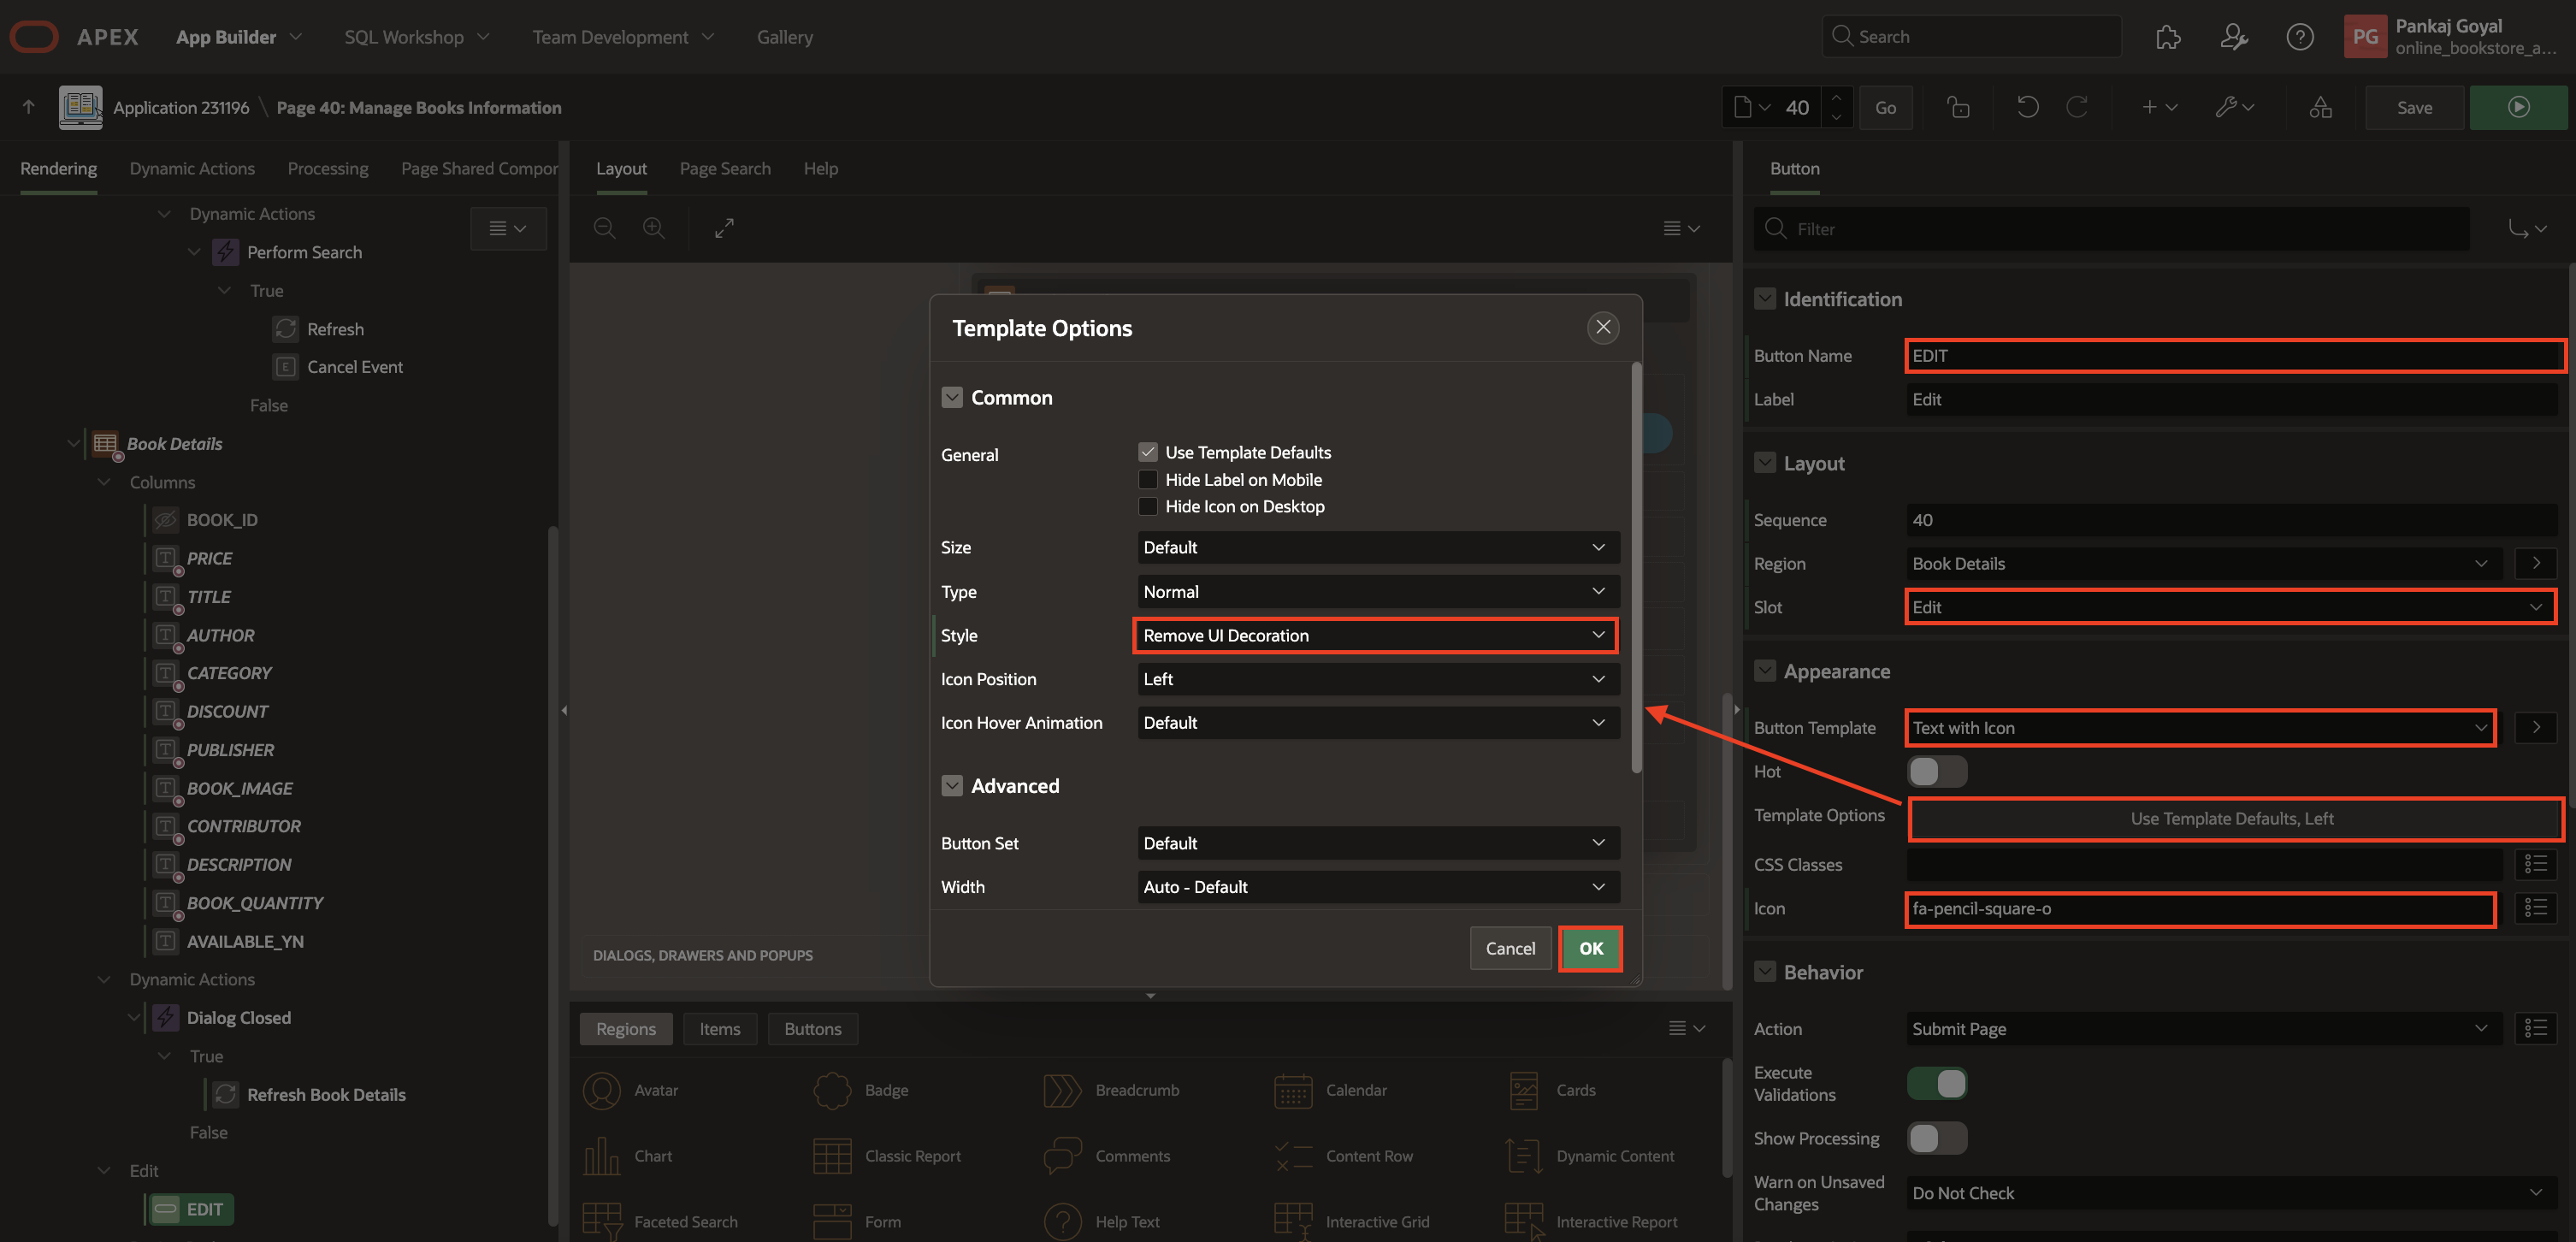 APEX App Builder SQL Workshop Team Development Gallery Search PG Pankaj Goyal
online_bookstore_a...
Application 231196 \ Page 40: Manage Books Information 40 Go Save
Rendering Dynamic Actions Processing Page Shared Compor
Dynamic Actions
Perform Search
True
Refresh
E Cancel Event
False
Book Details
Columns
BOOK_ID
PRICE
TITLE
AUTHOR
CATEGORY
DISCOUNT
PUBLISHER
BOOK_IMAGE
CONTRIBUTOR
DESCRIPTION
BOOK_QUANTITY
AVAILABLE_YN
Dynamic Actions
Dialog Closed
True
Refresh Book Details
False
Edit
EDIT
Layout Page Search Help
Template Options
Common
General
Use Template Defaults
Hide Label on Mobile
Hide Icon on Desktop
Size Default
Type Normal
Style Remove UI Decoration
Icon Position Left
Icon Hover Animation Default
Advanced
Button Set Default
Width Auto - Default
Cancel OK
DIALOGS, DRAWERS AND POPUPS
Regions Items Buttons
Avatar Badge Breadcrumb Calendar Cards
Chart Classic Report Comments Content Row Dynamic Content
Faceted Search Form Help Text Interactive Grid Interactive Report
Button
Filter
Identification
Button Name EDIT
Label Edit
Layout
Sequence 40
Region Book Details
Slot Edit
Appearance
Button Template Text with Icon
Hot
Template Options Use Template Defaults, Left
CSS Classes
Icon fa-pencil-square-o
Behavior
Action Submit Page
Execute
Validations
Show Processing
Warn on Unsaved
Changes
Do Not Check